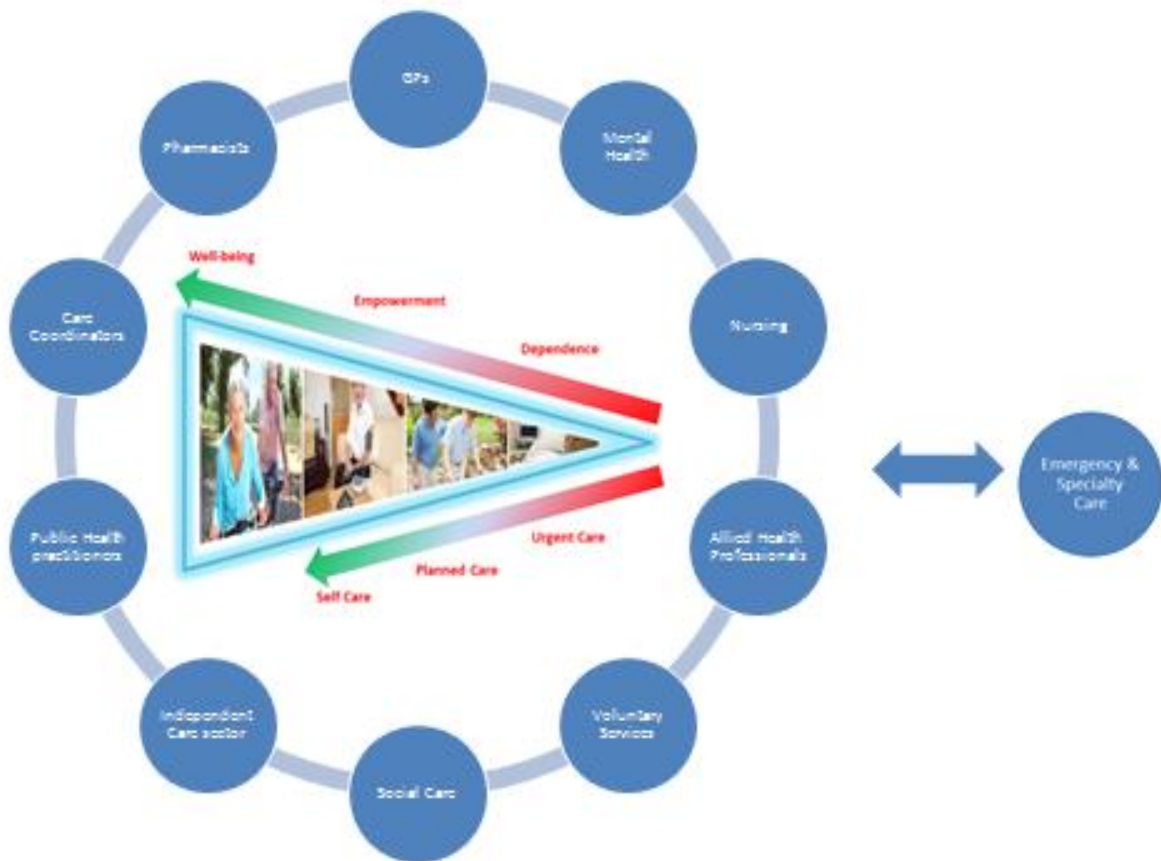 GPs
Mental
Health
Pharmacists
Well-being
Care
Coordinators
Empowerment
Nursing
Dependence
Emergency &
Specialty
Care
Public Health
practitioners
Urgent Care
Allied Health
Professionals
Planned Care
Self Care
Independent
Care sector
Voluntary
Services
Social Care